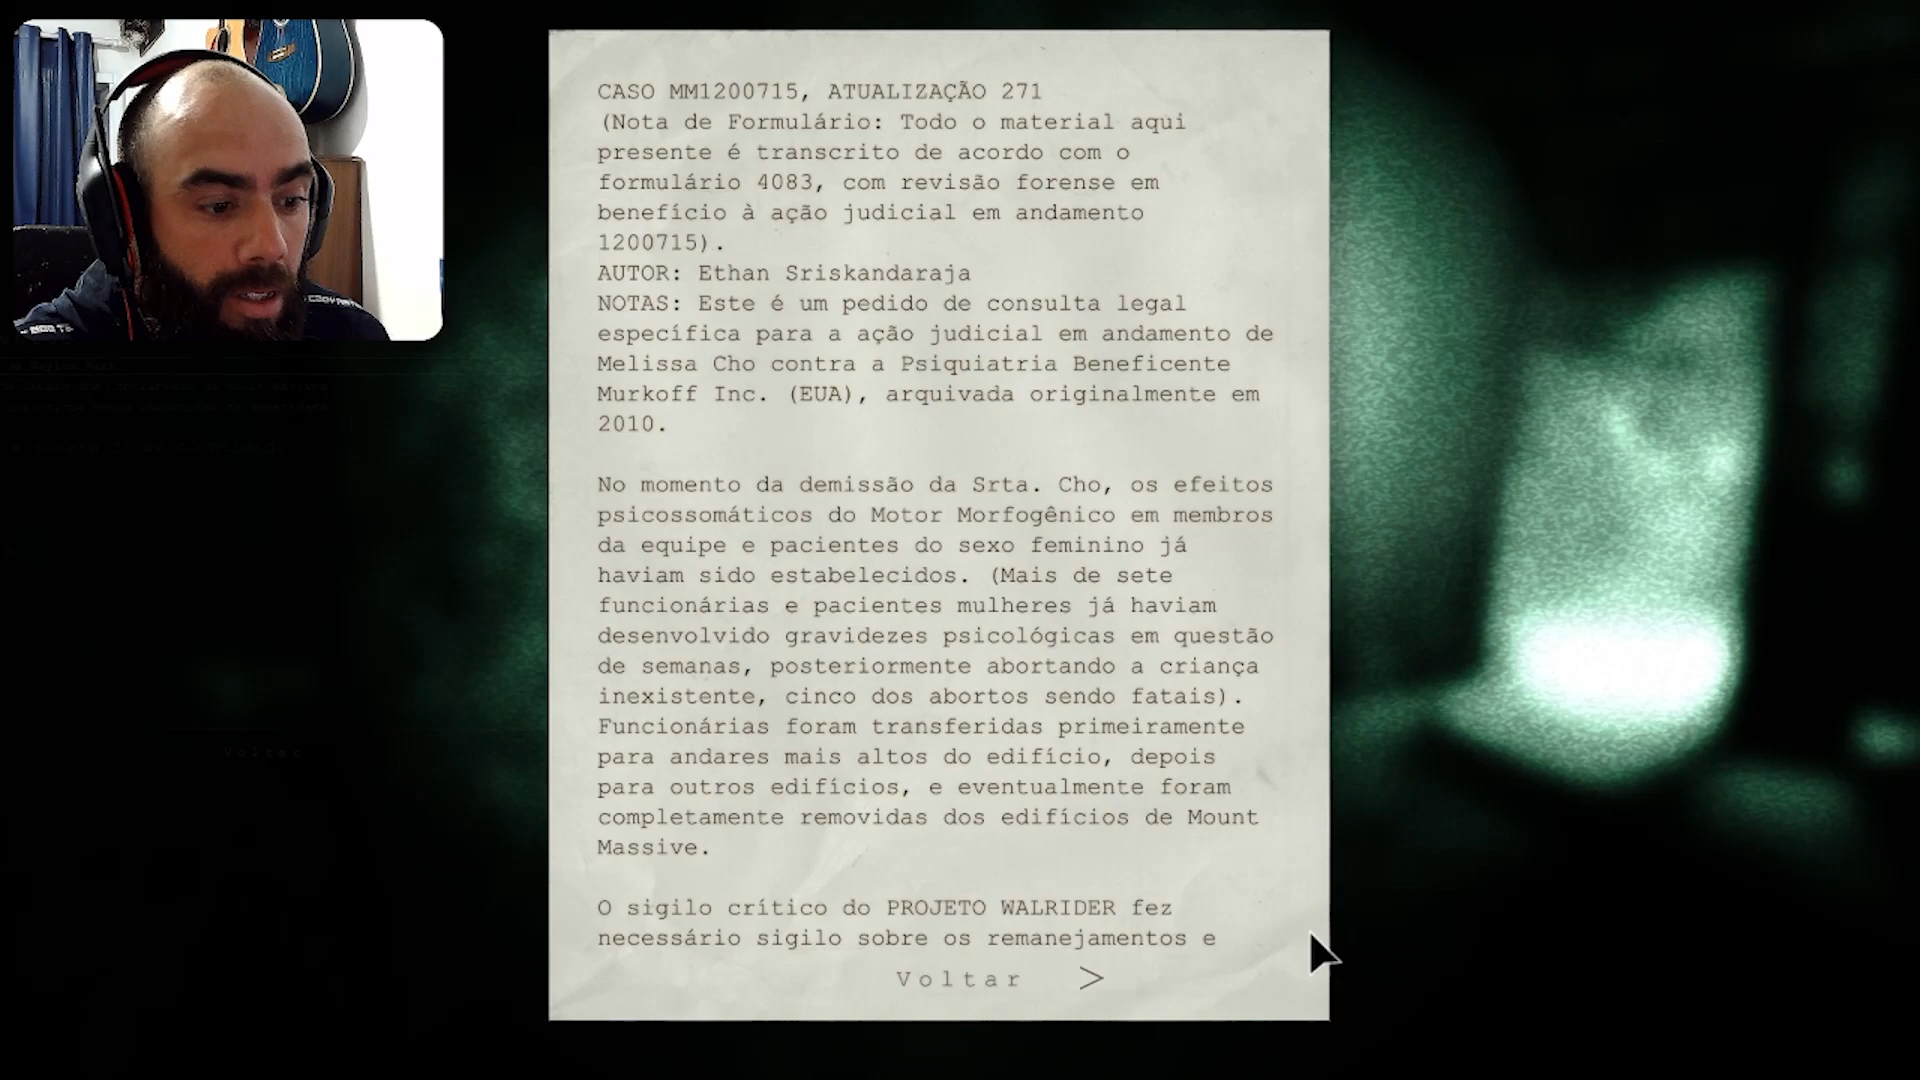 CASO MM1200715, ATUALIZAÇÃO 271
(Nota de Formulário: Todo o material aqui
presente é transcrito de acordo com o
formulário 4083, com revisão forense em
benefício à ação judicial em andamento
1200715).
AUTOR: Ethan Sriskandaraja
NOTAS: Este é um pedido de consulta legal
específica para a ação judicial em andamento de
Melissa Cho contra a Psiquiatria Beneficente
Murkoff Inc. (EUA), arquivada originalmente em
2010.
No momento da demissão da Srta. Cho, os efeitos
psicossomáticos do Motor Morfogênico em membros
da equipe e pacientes do sexo feminino já
haviam sido estabelecidos. (Mais de sete
funcionárias e pacientes mulheres já haviam
desenvolvido gravidezes psicológicas em questão
de semanas, posteriormente abortando a criança
inexistente, cinco dos abortos sendo fatais).
Funcionárias foram transferidas primeiramente
para andares mais altos do edifício, depois
para outros edifícios, e eventualmente foram
completamente removidas dos edifícios de Mount
Massive.
O sigilo crítico do PROJETO WALRIDER fez
necessário sigilo sobre os remanejamentos e
Voltar >
Voltar